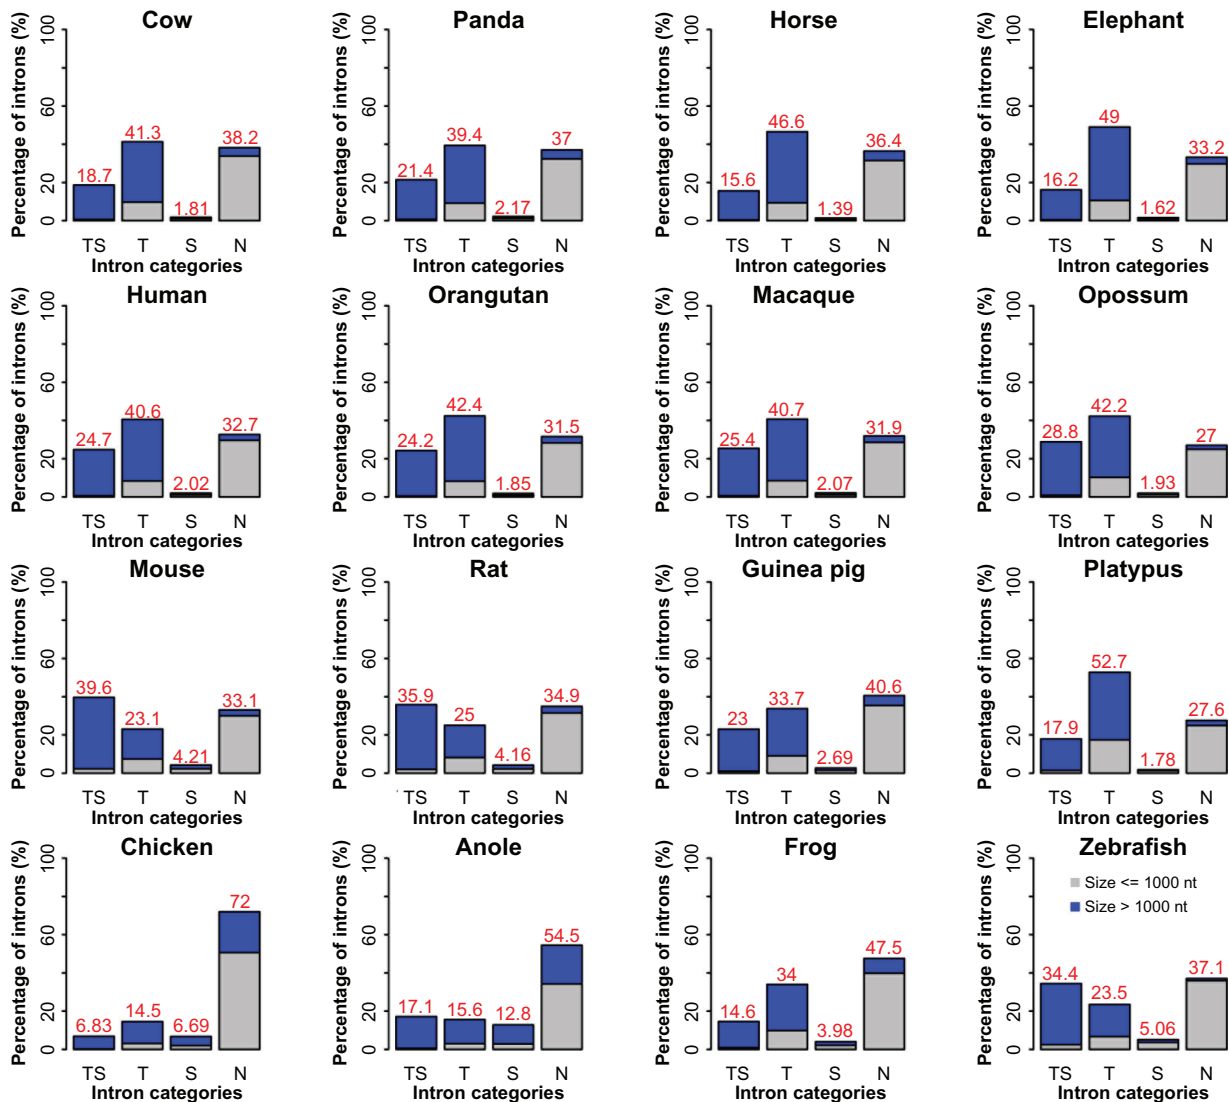 Cow
Percentage of introns (%)
100
60
20
0
18.7
41.3
1.81
38.2
TS T S N
Intron categories
Panda
Percentage of introns (%)
100
60
20
0
21.4
39.4
2.17
37
TS T S N
Intron categories
Horse
Percentage of introns (%)
100
60
20
0
15.6
46.6
1.39
36.4
TS T S N
Intron categories
Elephant
Percentage of introns (%)
100
60
20
0
16.2
49
1.62
33.2
TS T S N
Intron categories
Human
Percentage of introns (%)
100
60
20
0
24.7
40.6
2.02
32.7
TS T S N
Intron categories
Orangutan
Percentage of introns (%)
100
60
20
0
24.2
42.4
1.85
31.5
TS T S N
Intron categories
Macaque
Percentage of introns (%)
100
60
20
0
25.4
40.7
2.07
31.9
TS T S N
Intron categories
Opossum
Percentage of introns (%)
100
60
20
0
28.8
42.2
1.93
27
TS T S N
Intron categories
Mouse
Percentage of introns (%)
100
60
20
0
39.6
23.1
4.21
33.1
TS T S N
Intron categories
Rat
Percentage of introns (%)
100
60
20
0
35.9
25
4.16
34.9
TS T S N
Intron categories
Guinea pig
Percentage of introns (%)
100
60
20
0
23
33.7
2.69
40.6
TS T S N
Intron categories
Platypus
Percentage of introns (%)
100
60
20
0
17.9
52.7
1.78
27.6
TS T S N
Intron categories
Chicken
Percentage of introns (%)
100
60
20
0
6.83
14.5
6.69
72
TS T S N
Intron categories
Anole
Percentage of introns (%)
100
60
20
0
17.1
15.6
12.8
54.5
TS T S N
Intron categories
Frog
Percentage of introns (%)
100
60
20
0
14.6
34
3.98
47.5
TS T S N
Intron categories
Zebrafish
Percentage of introns (%)
100
60
20
0
Size <= 1000 nt
Size > 1000 nt
34.4
23.5
5.06
37.1
TS T S N
Intron categories